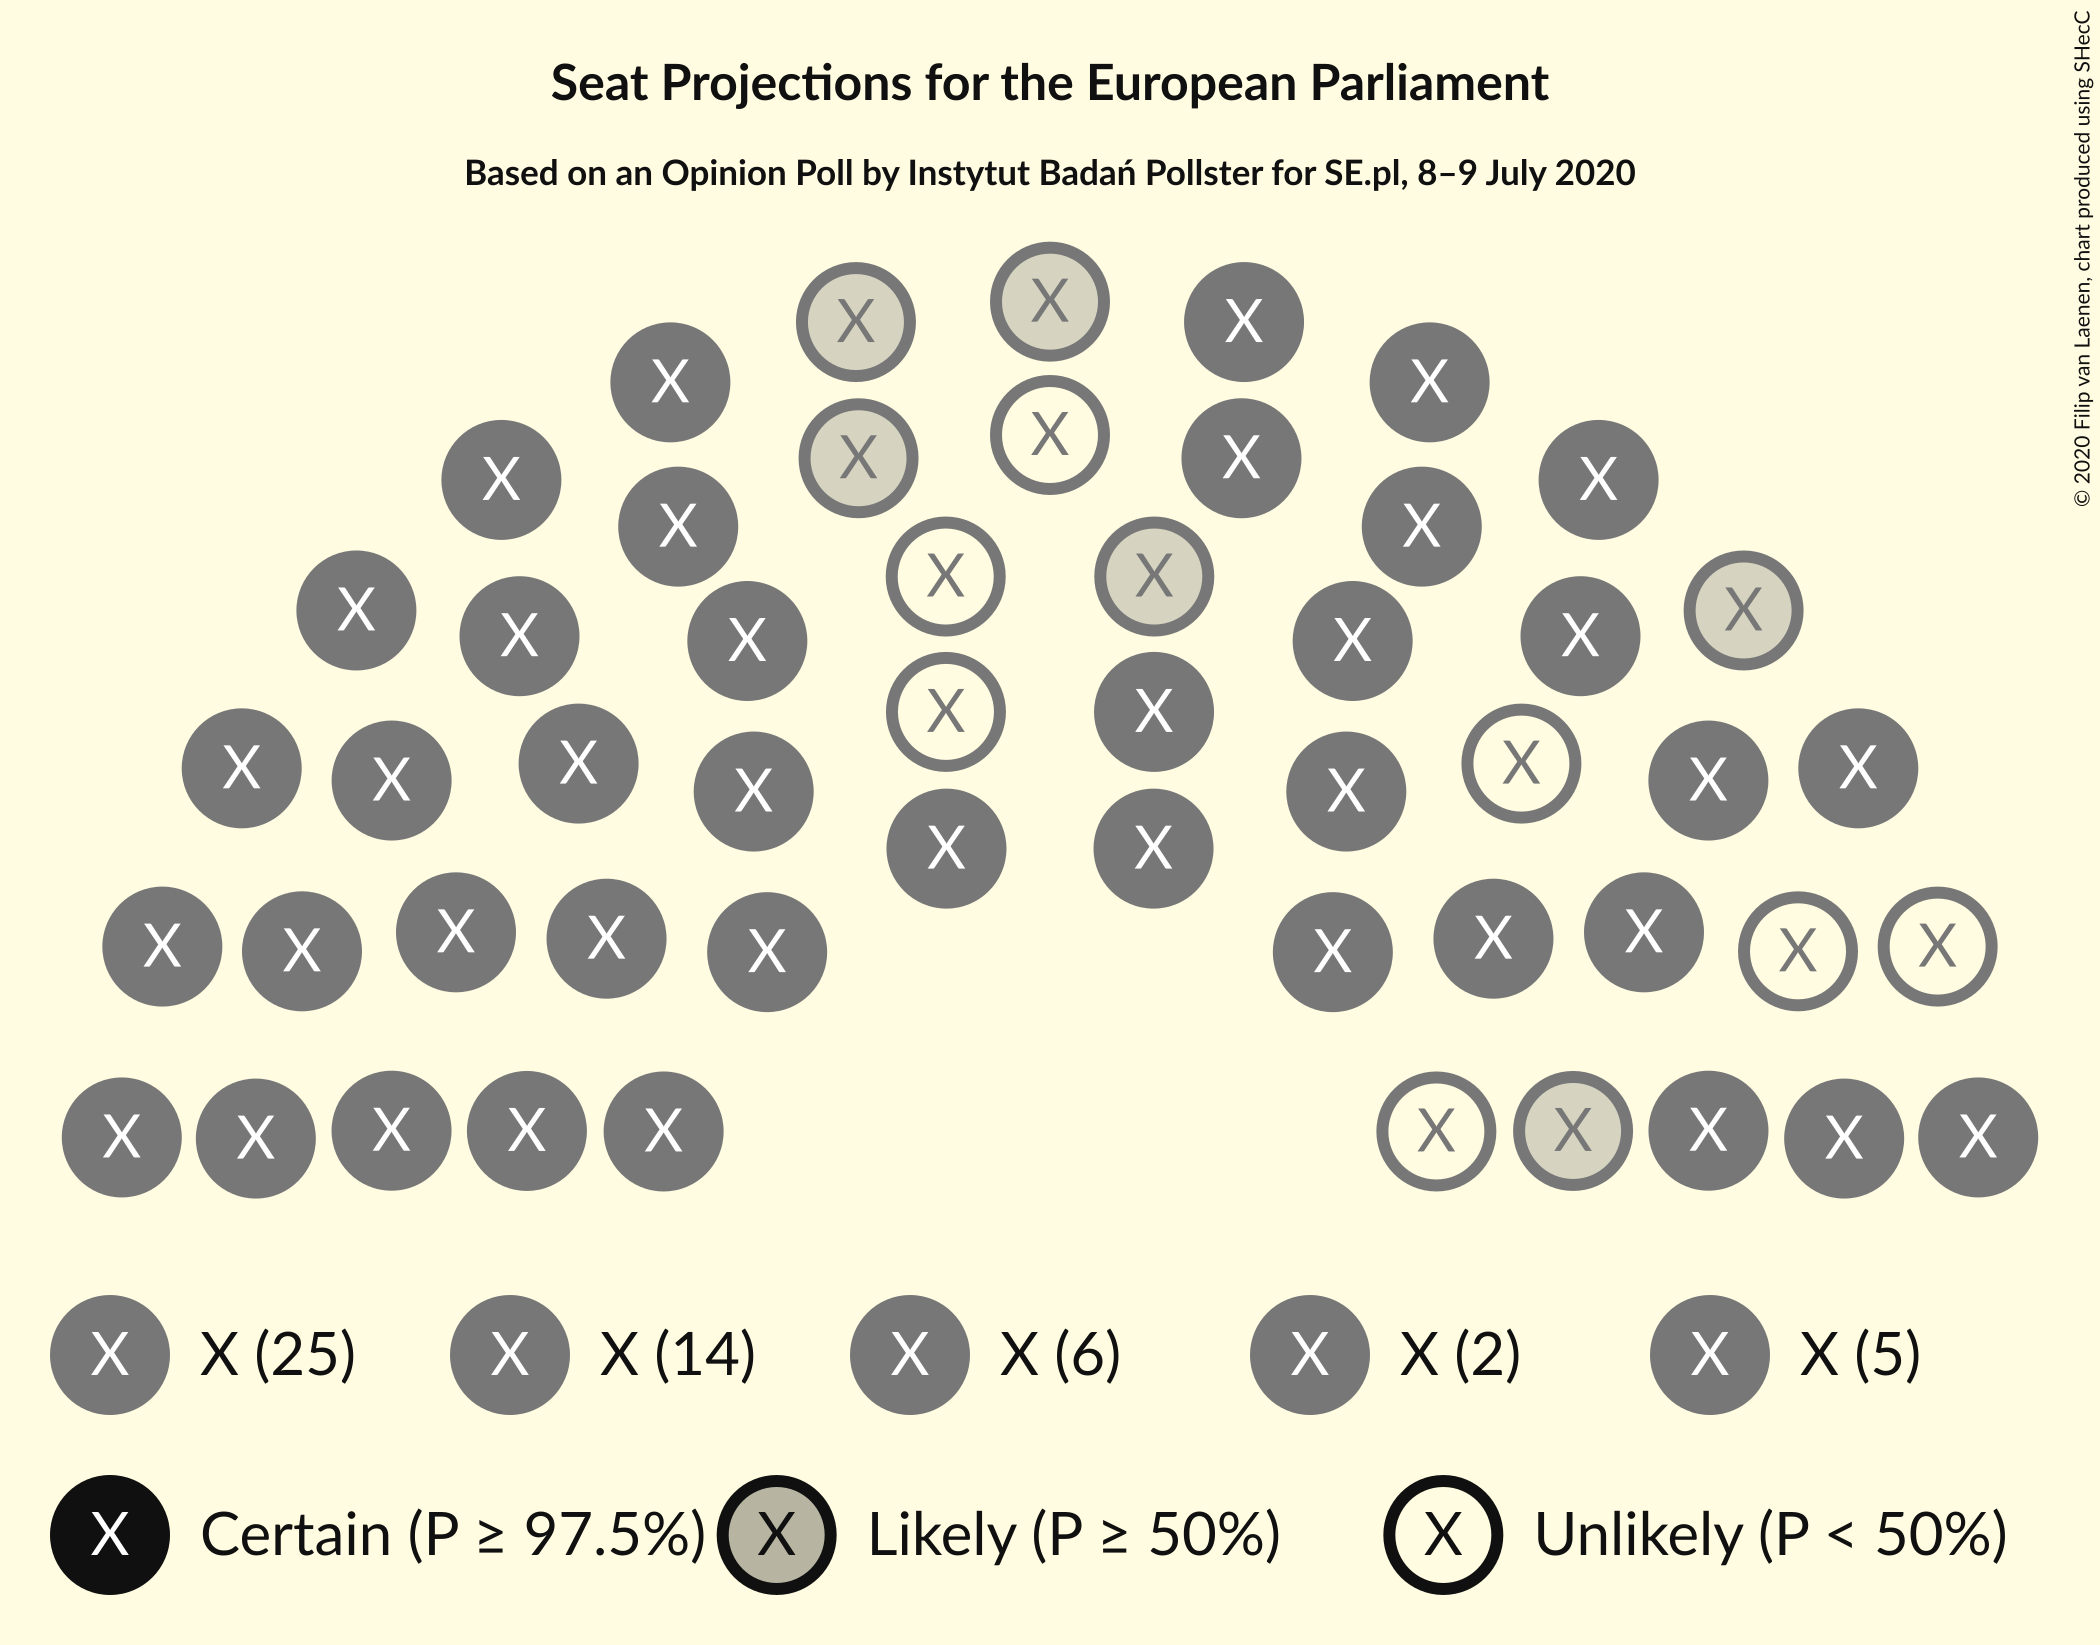 Seat Projections for the European Parliament
Based on an Opinion Poll by Instytut Badań Pollster for SE.pl, 8–9 July 2020
© 2020 Filip van Laenen, chart produced using SHecC
X X X X X
X X X
X X X X
X X X
X X X X
X X X
X X X X
X X X X
X X X X X
X X
X X X X X
X X X X X
X X X X X
X X X X X
X X (25) X X (14) X X (6) X X (2) X X (5)
X Certain (P ≥ 97.5%) X Likely (P ≥ 50%) X Unlikely (P < 50%)